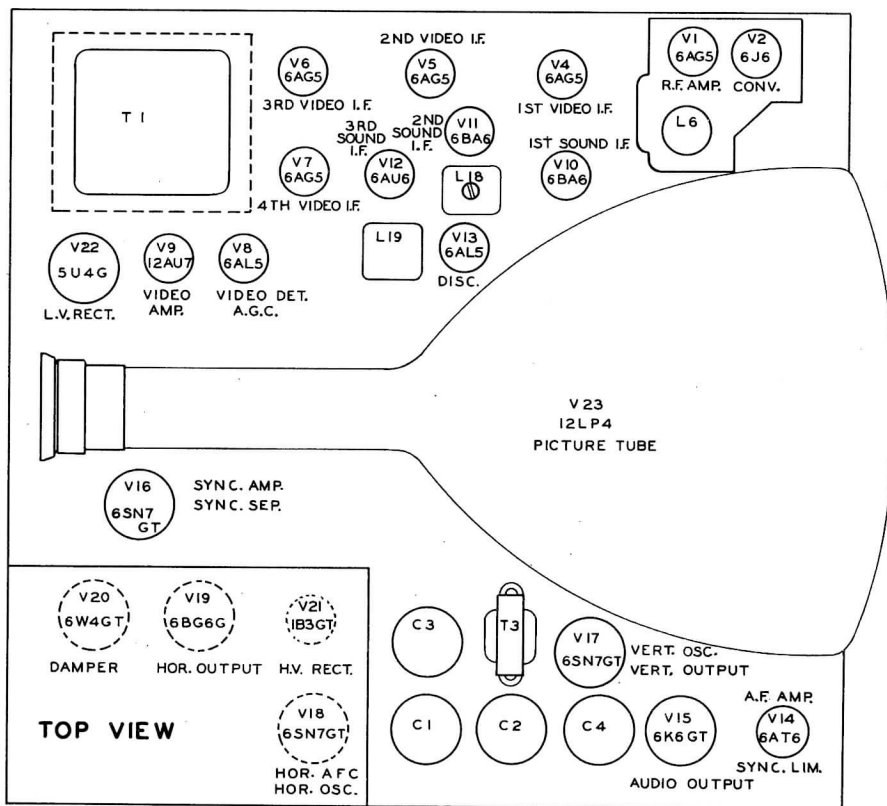 T 1
V6
6AG5
3RD VIDEO I.F.
2ND VIDEO I.F.
V5
6AG5
V4
6AG5
1ST VIDEO I.F.
V1
6AG5
R.F. AMP.
V2
6J6
CONV.
L6
V7
6AG5
4TH VIDEO I.F.
3RD
SOUND
I.F.
V12
6AU6
2ND
SOUND
I.F.
V11
6BA6
L18
1ST SOUND I.F.
V10
6BA6
V22
5U4G
L.V. RECT.
V9
12AU7
VIDEO
AMP.
V8
6AL5
VIDEO DET.
A.G.C.
L19
V13
6AL5
DISC.
V23
12LP4
PICTURE TUBE
V16
6SN7
GT
SYNC. AMP.
SYNC. SEP.
V20
6W4GT
DAMPER
V19
6BG6G
HOR. OUTPUT
V21
1B3GT
H.V. RECT.
V18
6SN7GT
HOR. AFC
HOR. OSC.
TOP VIEW
C3
T3
V17
6SN7GT
VERT. OSC.
VERT. OUTPUT
C1
C2
C4
V15
6K6GT
AUDIO OUTPUT
A.F. AMP.
V14
6AT6
SYNC. LIM.